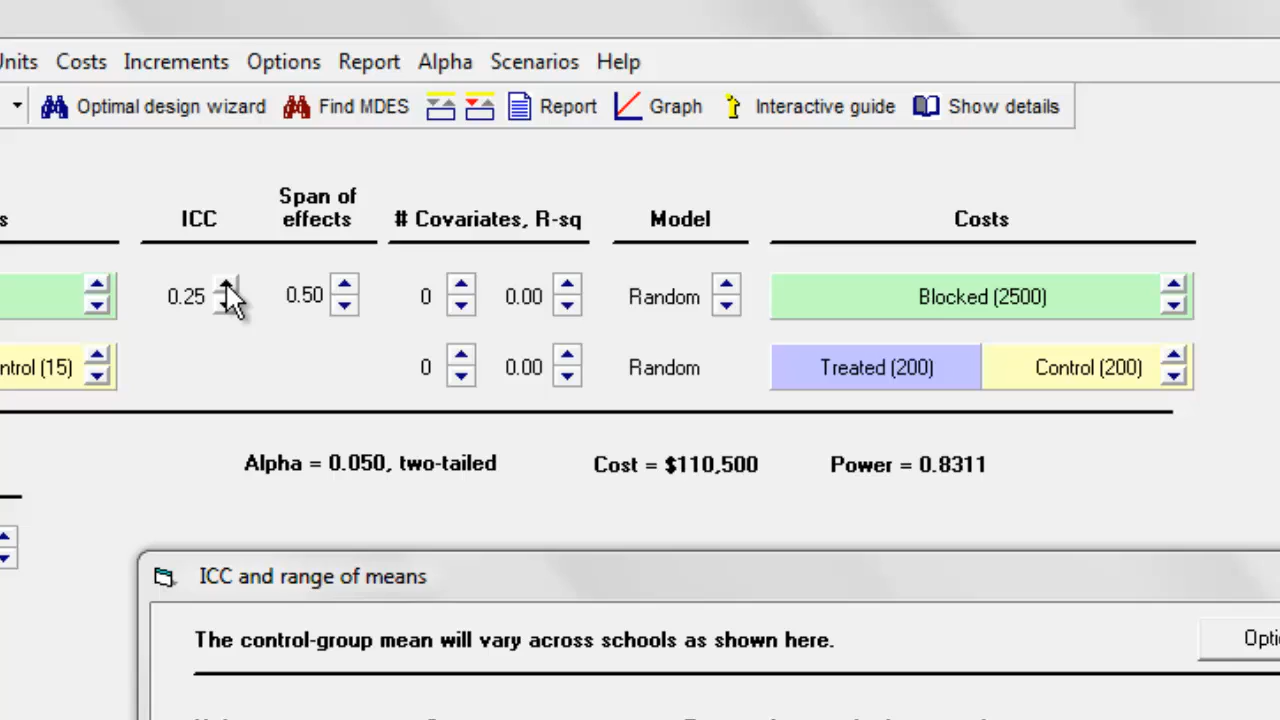 Units Costs Increments Options Report Alpha Scenarios Help
Optimal design wizard Find MDES Report Graph Interactive guide Show details
Span of
s ICC effects # Covariates, R-sq Model Costs
0.25 0.50 0 0.00 Random Blocked (2500)
ntrol (15) 0 0.00 Random Treated (200) Control (200)
Alpha = 0.050, two-tailed Cost = $110,500 Power = 0.8311
ICC and range of means
The control-group mean will vary across schools as shown here. Optio